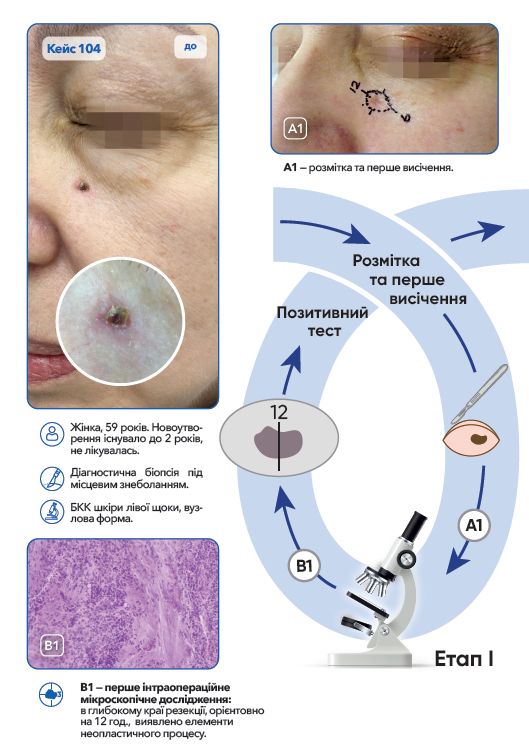 Кейс 104
до
A1
12
6
A1 – розмітка та перше висічення.
Розмітка
та перше
висічення
Позитивний
тест
12
A1
B1
Етап I
Жінка, 59 років. Новоутво-
рення існувало до 2 років,
не лікувалась.
Діагностична біопсія під
місцевим знеболанням.
БКК шкіри лівої щоки, вуз-
лова форма.
B1
B1 – перше інтраопераційне
мікроскопічне дослідження:
в глибокому краї резекції, орієнтовно
на 12 год., виявлено елементи
неопластичного процесу.